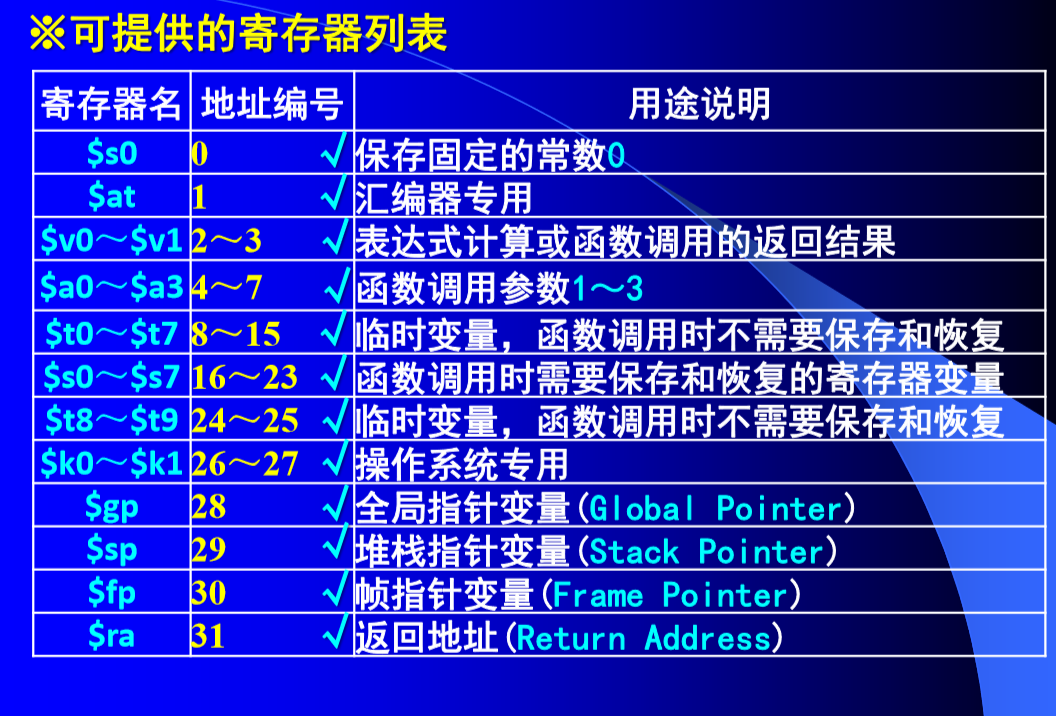 ※可提供的寄存器列表
寄存器名 地址编号 用途说明
$s0 0 √ 保存固定的常数0
$at 1 √ 汇编器专用
$v0～$v1 2～3 √ 表达式计算或函数调用的返回结果
$a0～$a3 4～7 √ 函数调用参数1～3
$t0～$t7 8～15 √ 临时变量，函数调用时不需要保存和恢复
$s0～$s7 16～23 √ 函数调用时需要保存和恢复的寄存器变量
$t8～$t9 24～25 √ 临时变量，函数调用时不需要保存和恢复
$k0～$k1 26～27 √ 操作系统专用
$gp 28 √ 全局指针变量(Global Pointer)
$sp 29 √ 堆栈指针变量(Stack Pointer)
$fp 30 √ 帧指针变量(Frame Pointer)
$ra 31 √ 返回地址(Return Address)